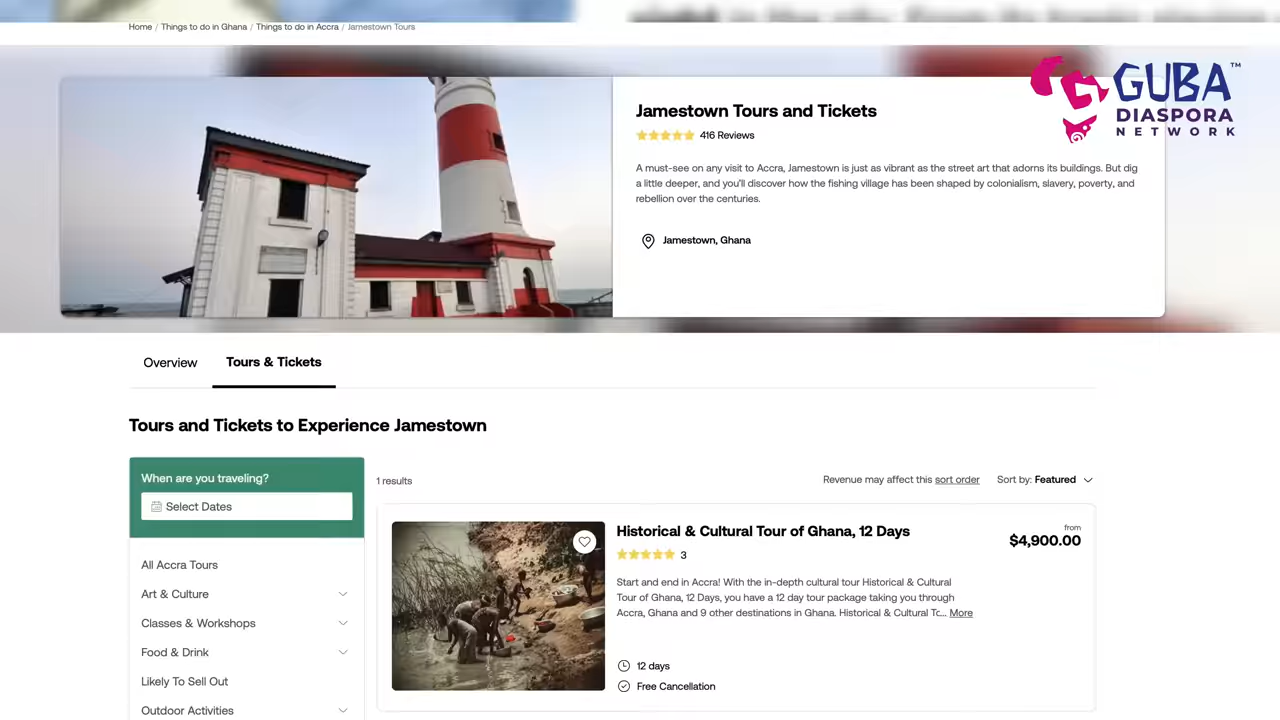 Home / Things to do in Ghana / Things to do in Accra / Jamestown Tours
GUBA™
DIASPORA
NETWORK
Jamestown Tours and Tickets
416 Reviews
A must-see on any visit to Accra, Jamestown is just as vibrant as the street art that adorns its buildings. But dig
a little deeper, and you'll discover how the fishing village has been shaped by colonialism, slavery, poverty, and
rebellion over the centuries.
Jamestown, Ghana
Overview
Tours & Tickets
Tours and Tickets to Experience Jamestown
When are you traveling?
Select Dates
All Accra Tours
Art & Culture
Classes & Workshops
Food & Drink
Likely To Sell Out
Outdoor Activities
1 results
Revenue may affect this sort order
Sort by: Featured
Historical & Cultural Tour of Ghana, 12 Days
3
from
$4,900.00
Start and end in Accra! With the in-depth cultural tour Historical & Cultural
Tour of Ghana, 12 Days, you have a 12 day tour package taking you through
Accra, Ghana and 9 other destinations in Ghana. Historical & Cultural Tc... More
12 days
Free Cancellation